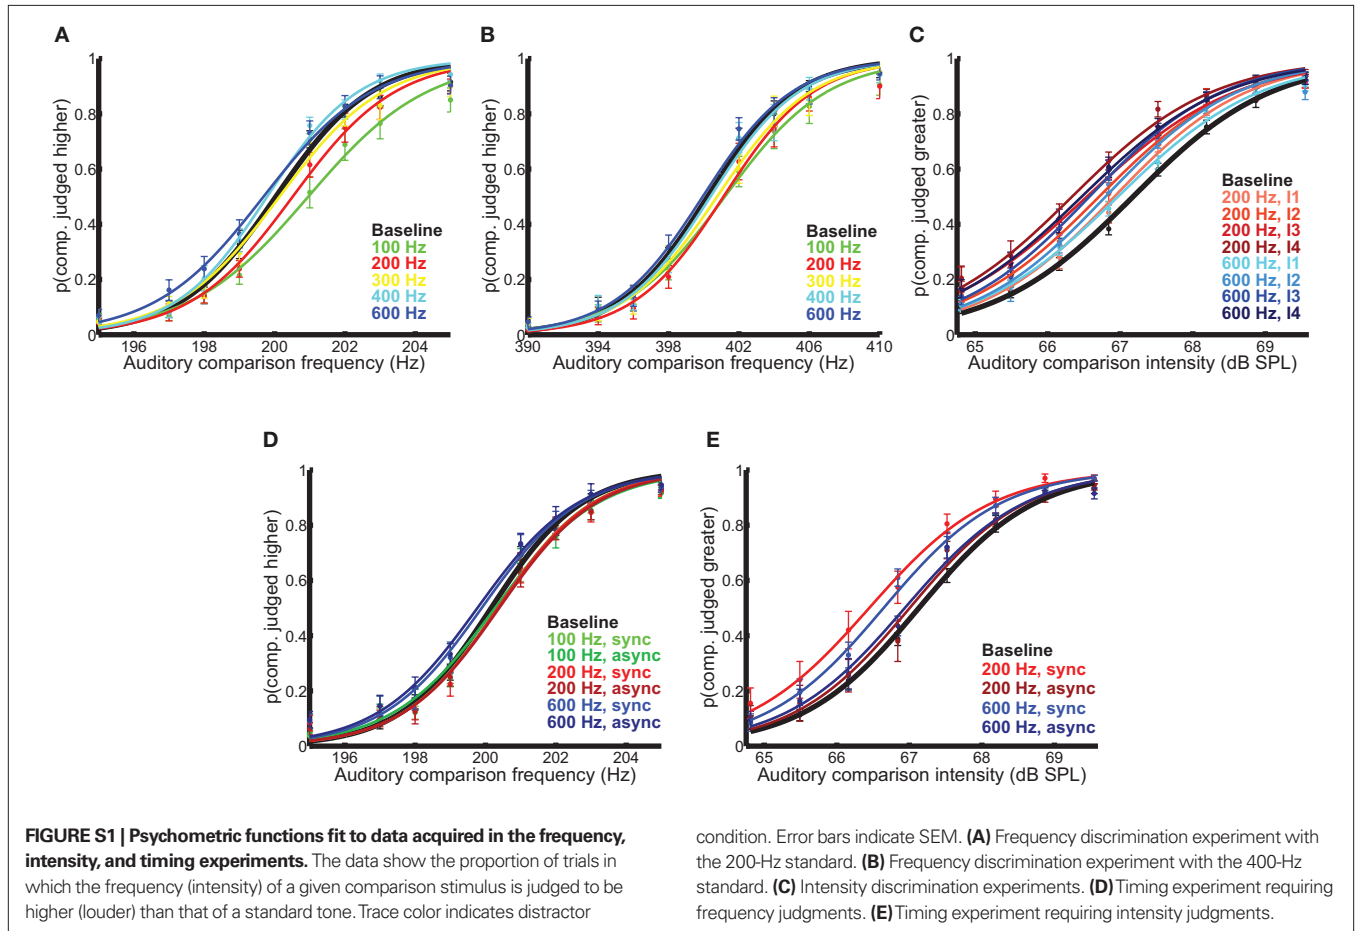 A
p(comp. judged higher)
1
0.8
0.6
0.4
0.2
0
196
198
200
202
204
Auditory comparison frequency (Hz)
Baseline
100 Hz
200 Hz
300 Hz
400 Hz
600 Hz
B
p(comp. judged higher)
1
0.8
0.6
0.4
0.2
0
390
394
398
402
406
410
Auditory comparison frequency (Hz)
Baseline
100 Hz
200 Hz
300 Hz
400 Hz
600 Hz
C
p(comp. judged greater)
1
0.8
0.6
0.4
0.2
0
65
66
67
68
69
Auditory comparison intensity (dB SPL)
Baseline
200 Hz, I1
200 Hz, I2
200 Hz, I3
200 Hz, I4
600 Hz, I1
600 Hz, I2
600 Hz, I3
600 Hz, I4
D
p(comp. judged higher)
1
0.8
0.6
0.4
0.2
0
196
198
200
202
204
Auditory comparison frequency (Hz)
Baseline
100 Hz, sync
100 Hz, async
200 Hz, sync
200 Hz, async
600 Hz, sync
600 Hz, async
E
p(comp. judged greater)
1
0.8
0.6
0.4
0.2
0
65
66
67
68
69
Auditory comparison intensity (dB SPL)
Baseline
200 Hz, sync
200 Hz, async
600 Hz, sync
600 Hz, async
FIGURE S1 | Psychometric functions fit to data acquired in the frequency,
intensity, and timing experiments. The data show the proportion of trials in
which the frequency (intensity) of a given comparison stimulus is judged to be
higher (louder) than that of a standard tone. Trace color indicates distractor
condition. Error bars indicate SEM. (A) Frequency discrimination experiment with
the 200-Hz standard. (B) Frequency discrimination experiment with the 400-Hz
standard. (C) Intensity discrimination experiments. (D) Timing experiment requiring
frequency judgments. (E) Timing experiment requiring intensity judgments.